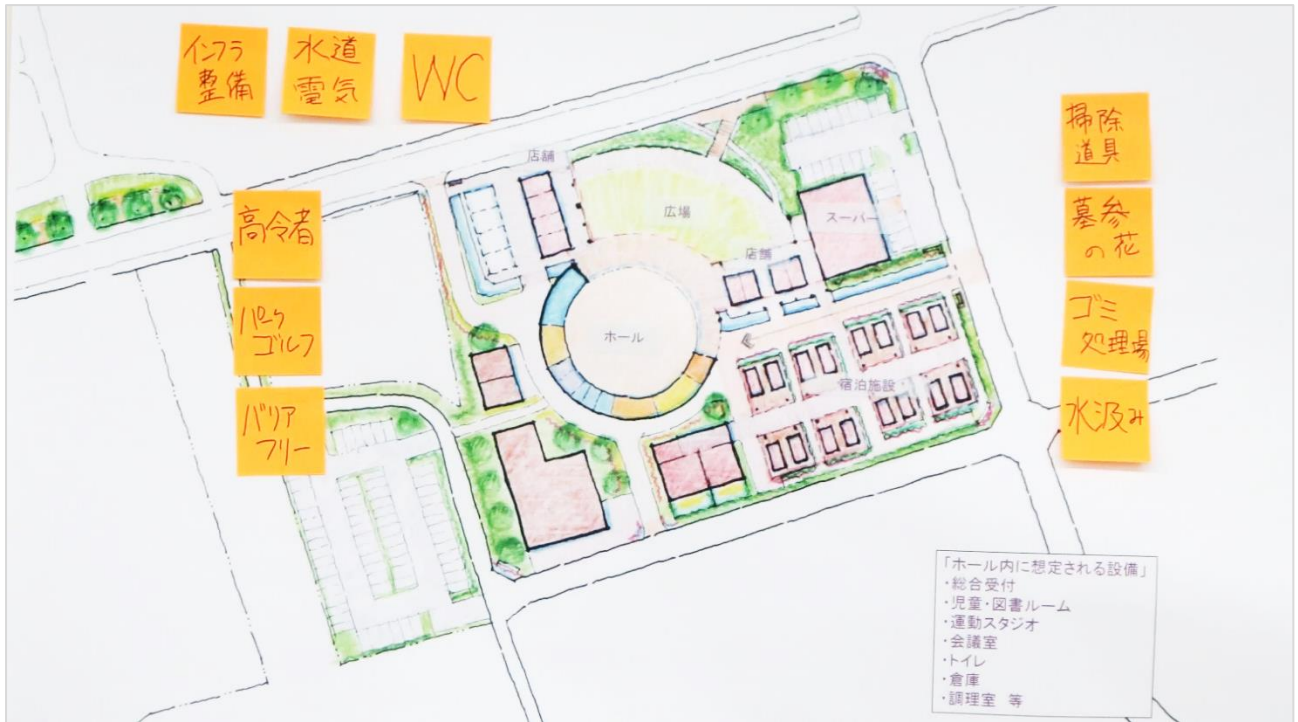 インフラ
整備
水道
電気
WC
高令者
パーク
ゴルフ
バリア
フリー
掃除
道具
墓参
の花
ゴミ
処理場
水汲み
店舗
広場
スーパー
店舗
ホール
宿泊施設
「ホール内に想定される設備」
・総合受付
・児童・図書ルーム
・運動スタジオ
・会議室
・トイレ
・倉庫
・調理室 等